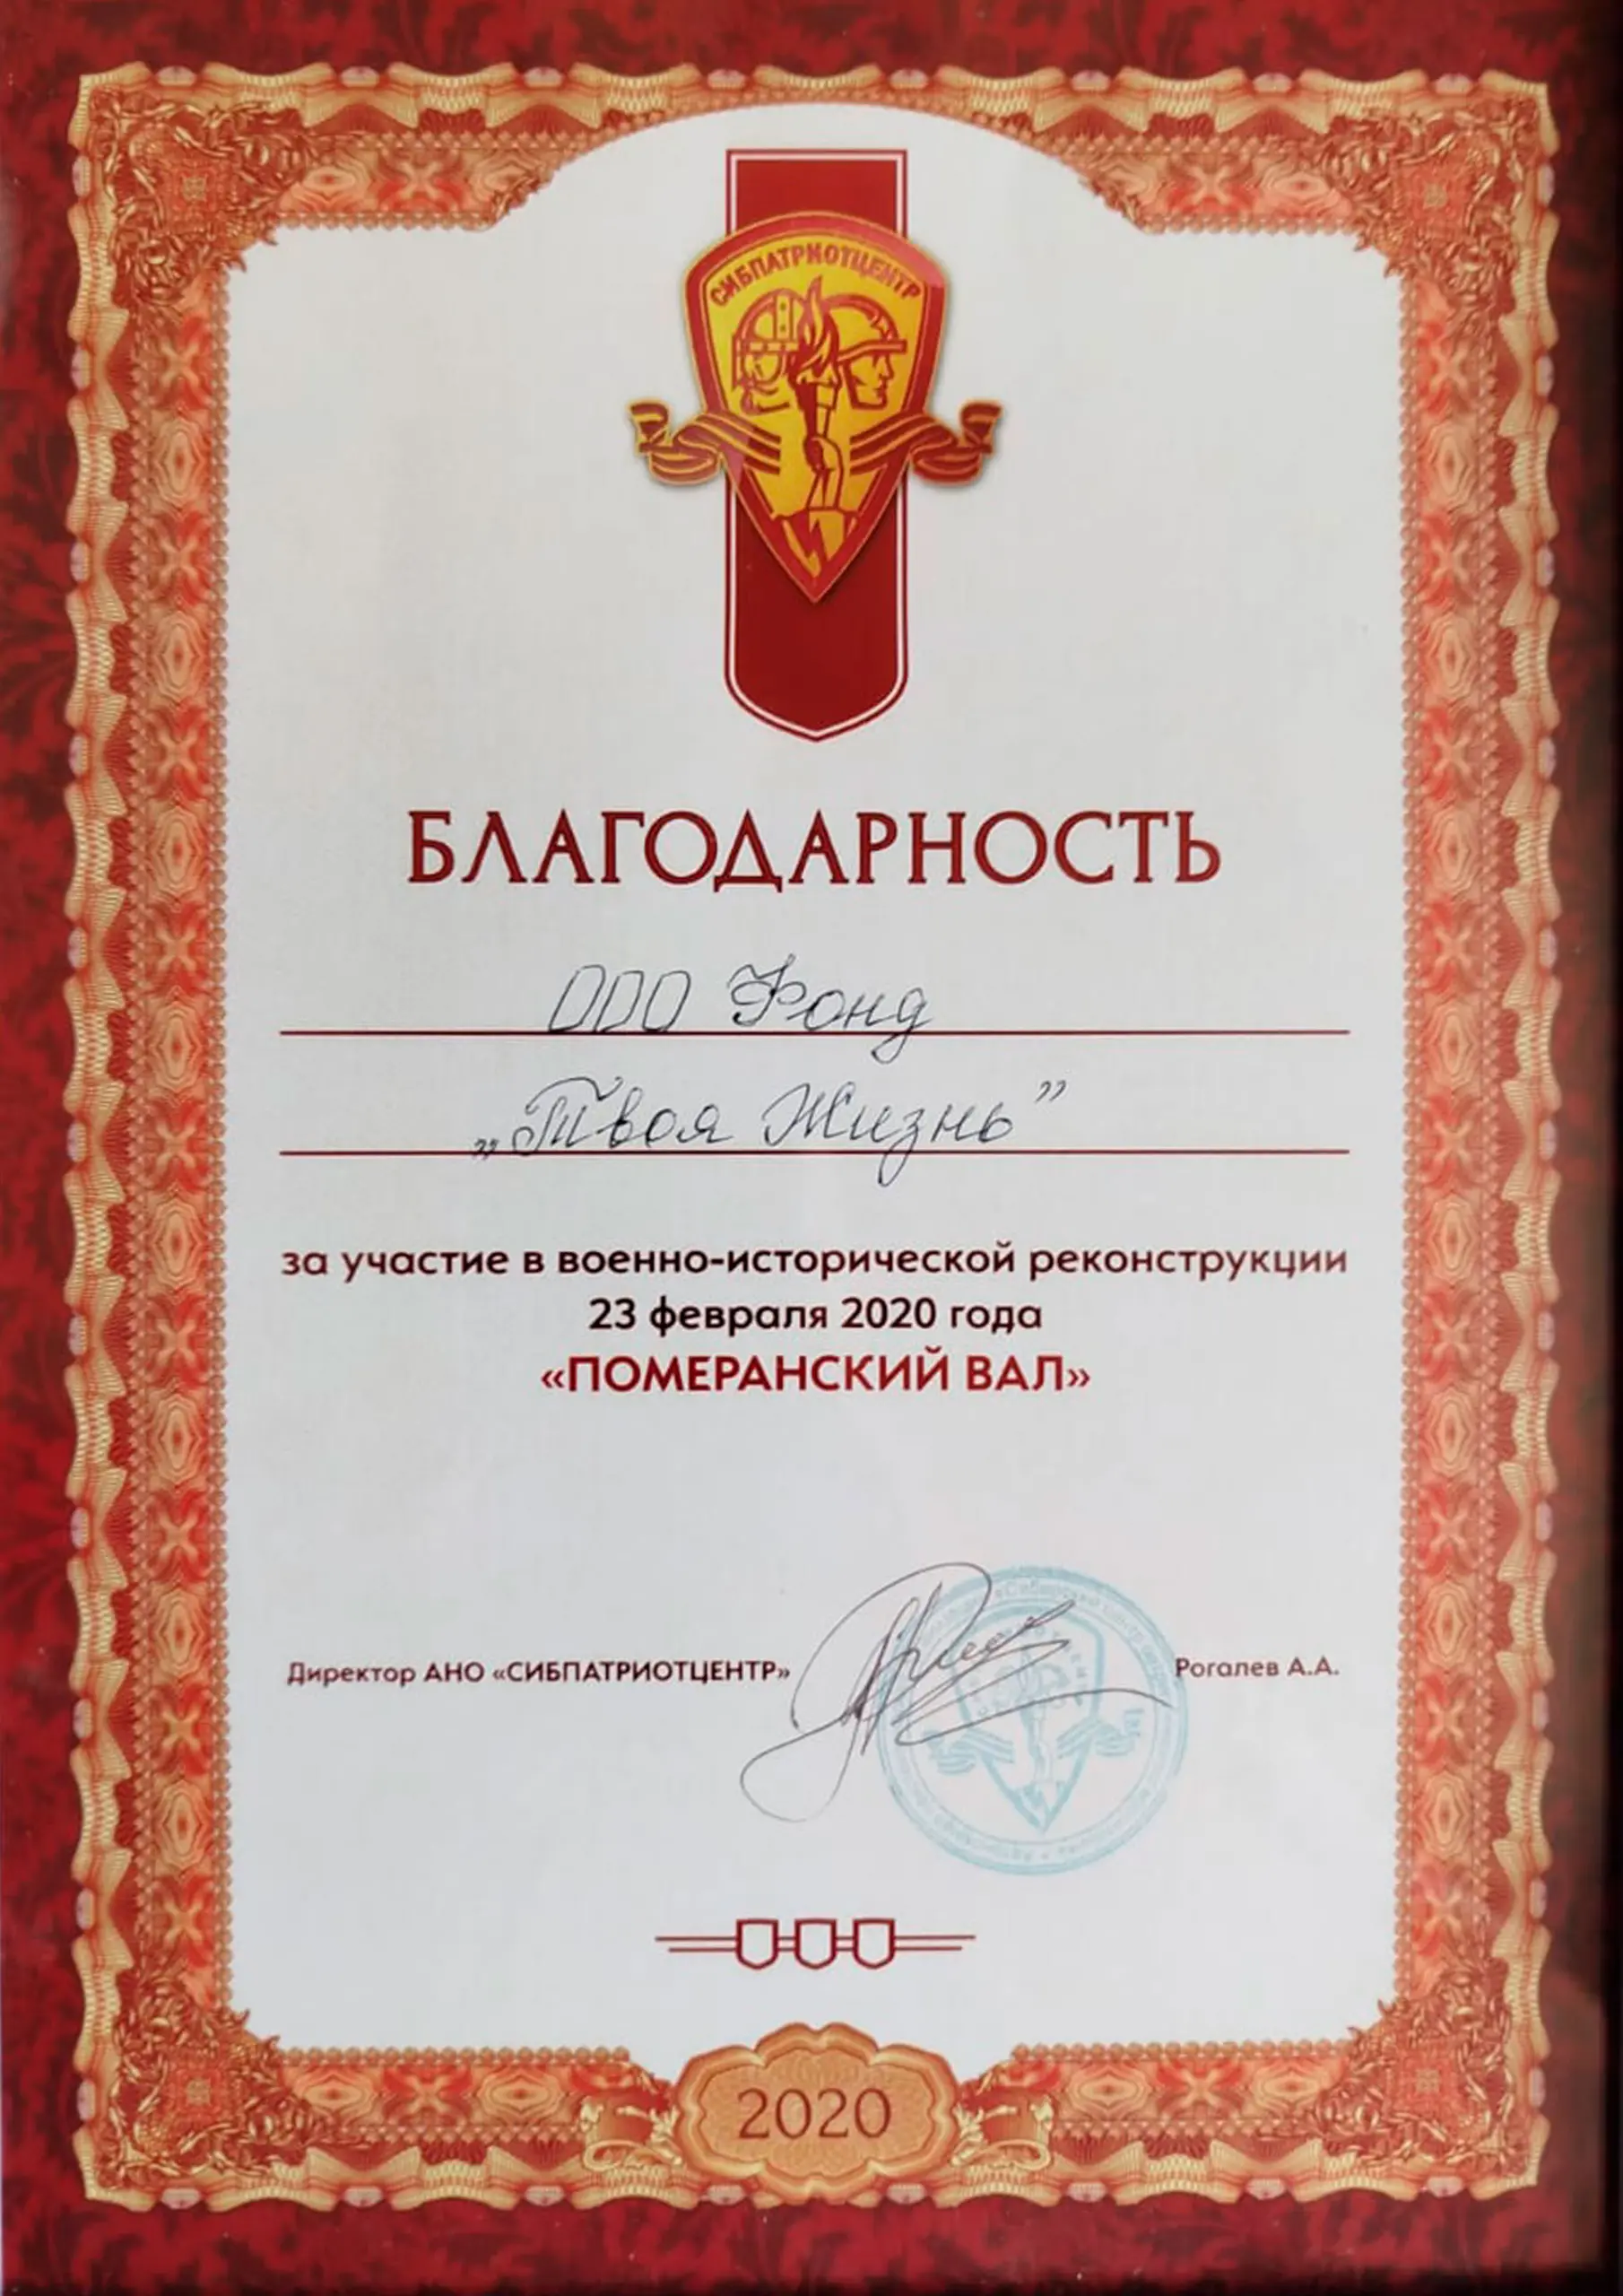 СИБПАТРИОТЦЕНТР
БЛАГОДАРНОСТЬ
ООО Фонд
„Твоя Жизнь”
за участие в военно-исторической реконструкции
23 февраля 2020 года
«ПОМЕРАНСКИЙ ВАЛ»
Директор АНО «СИБПАТРИОТЦЕНТР»
Рогалев А.А.
2020